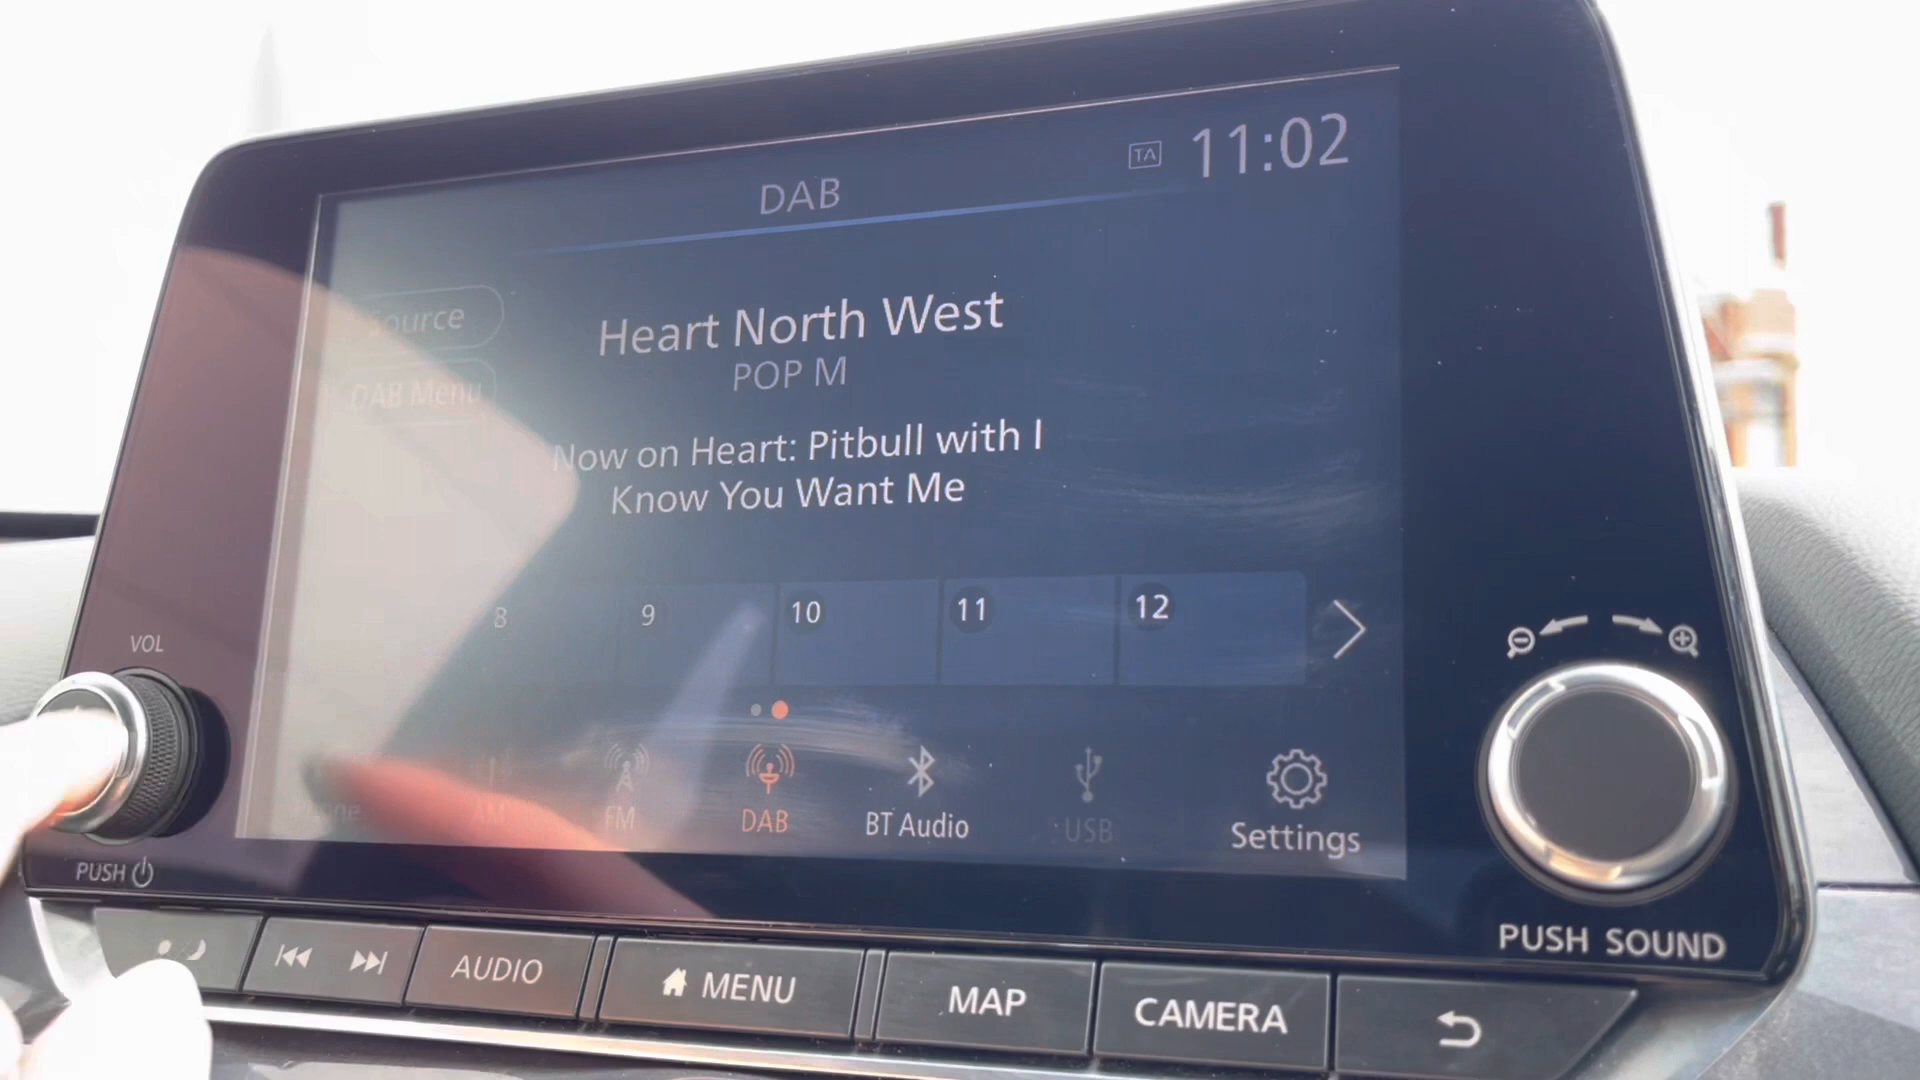 TA 11:02
DAB
Source
Heart North West
DAB Menu
POP M
Now on Heart: Pitbull with I
Know You Want Me
8 9 10 11 12
VOL
AM FM DAB BT Audio USB Settings
PUSH
PUSH SOUND
AUDIO MENU MAP CAMERA